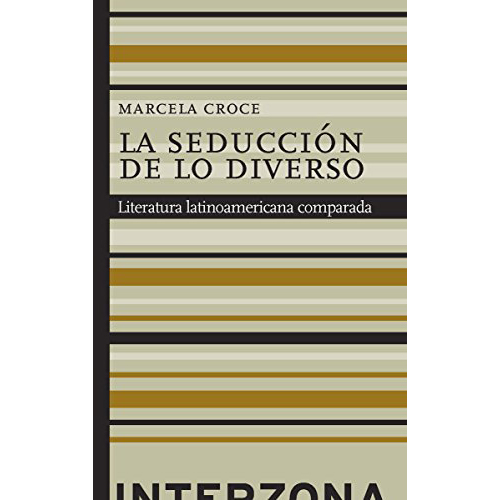 MARCELA CROCE
LA SEDUCCIÓN
DE LO DIVERSO
Literatura latinoamericana comparada
INTERZONA